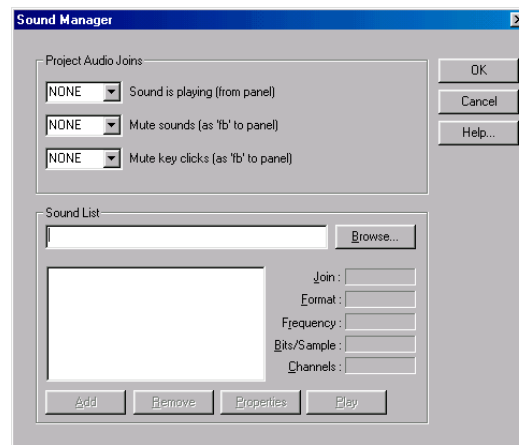 Sound Manager
Project Audio Joins
NONE Sound is playing (from panel)
NONE Mute sounds (as 'fb' to panel)
NONE Mute key clicks (as 'fb' to panel)
OK
Cancel
Help...
Sound List
Browse...
Join :
Format :
Frequency :
Bits/Sample :
Channels :
Add Remove Properties Play